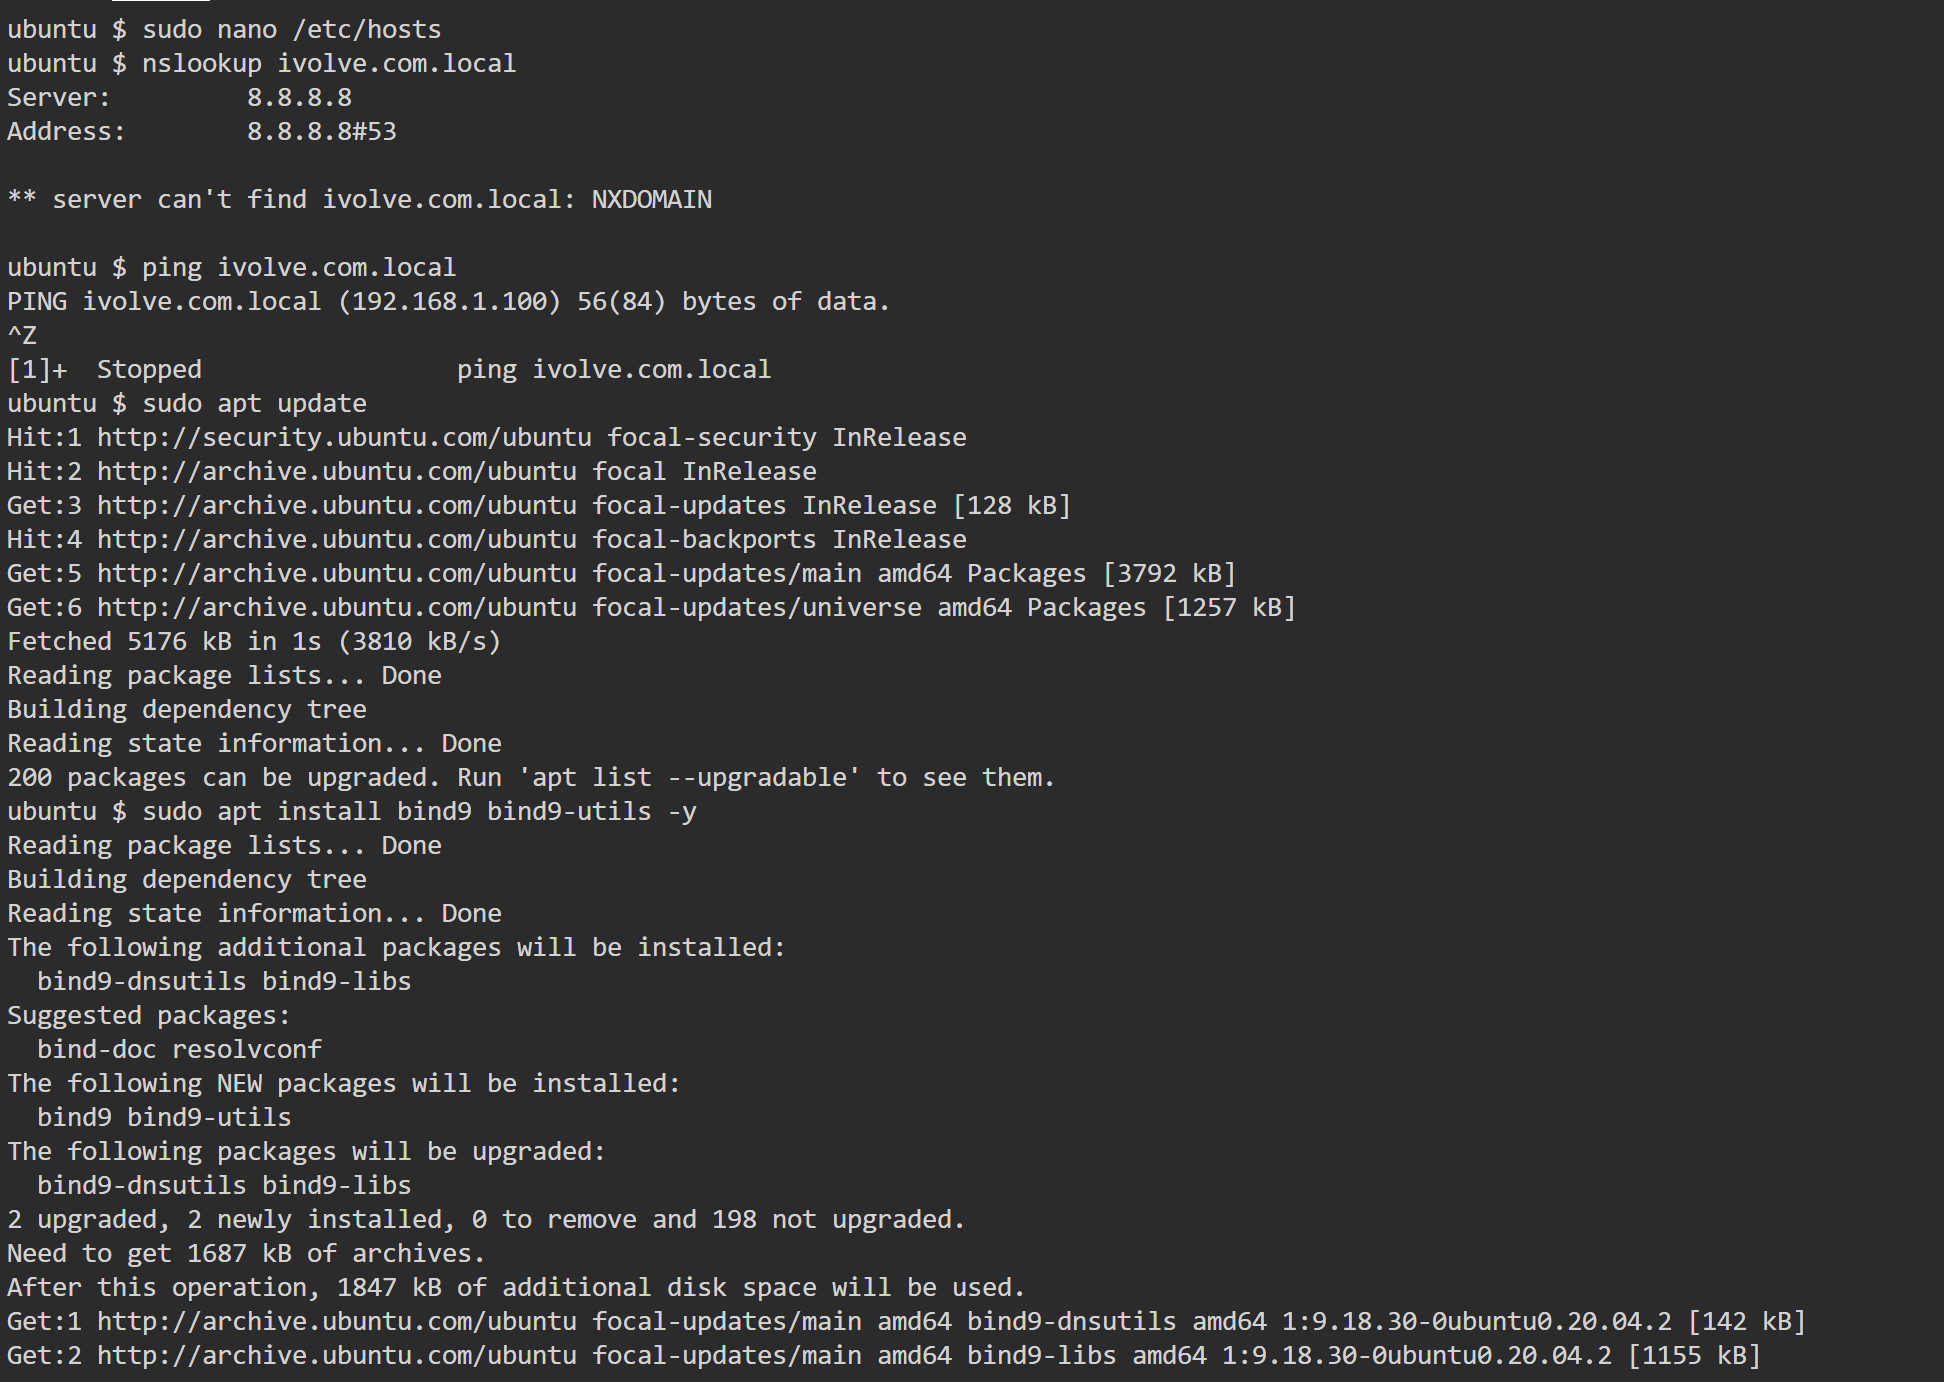 ubuntu $ sudo nano /etc/hosts
ubuntu $ nslookup ivolve.com.local
Server:         8.8.8.8
Address:        8.8.8.8#53

** server can't find ivolve.com.local: NXDOMAIN

ubuntu $ ping ivolve.com.local
PING ivolve.com.local (192.168.1.100) 56(84) bytes of data.
^Z
[1]+  Stopped                 ping ivolve.com.local
ubuntu $ sudo apt update
Hit:1 http://security.ubuntu.com/ubuntu focal-security InRelease
Hit:2 http://archive.ubuntu.com/ubuntu focal InRelease
Get:3 http://archive.ubuntu.com/ubuntu focal-updates InRelease [128 kB]
Hit:4 http://archive.ubuntu.com/ubuntu focal-backports InRelease
Get:5 http://archive.ubuntu.com/ubuntu focal-updates/main amd64 Packages [3792 kB]
Get:6 http://archive.ubuntu.com/ubuntu focal-updates/universe amd64 Packages [1257 kB]
Fetched 5176 kB in 1s (3810 kB/s)
Reading package lists... Done
Building dependency tree
Reading state information... Done
200 packages can be upgraded. Run 'apt list --upgradable' to see them.
ubuntu $ sudo apt install bind9 bind9-utils -y
Reading package lists... Done
Building dependency tree
Reading state information... Done
The following additional packages will be installed:
  bind9-dnsutils bind9-libs
Suggested packages:
  bind-doc resolvconf
The following NEW packages will be installed:
  bind9 bind9-utils
The following packages will be upgraded:
  bind9-dnsutils bind9-libs
2 upgraded, 2 newly installed, 0 to remove and 198 not upgraded.
Need to get 1687 kB of archives.
After this operation, 1847 kB of additional disk space will be used.
Get:1 http://archive.ubuntu.com/ubuntu focal-updates/main amd64 bind9-dnsutils amd64 1:9.18.30-0ubuntu0.20.04.2 [142 kB]
Get:2 http://archive.ubuntu.com/ubuntu focal-updates/main amd64 bind9-libs amd64 1:9.18.30-0ubuntu0.20.04.2 [1155 kB]